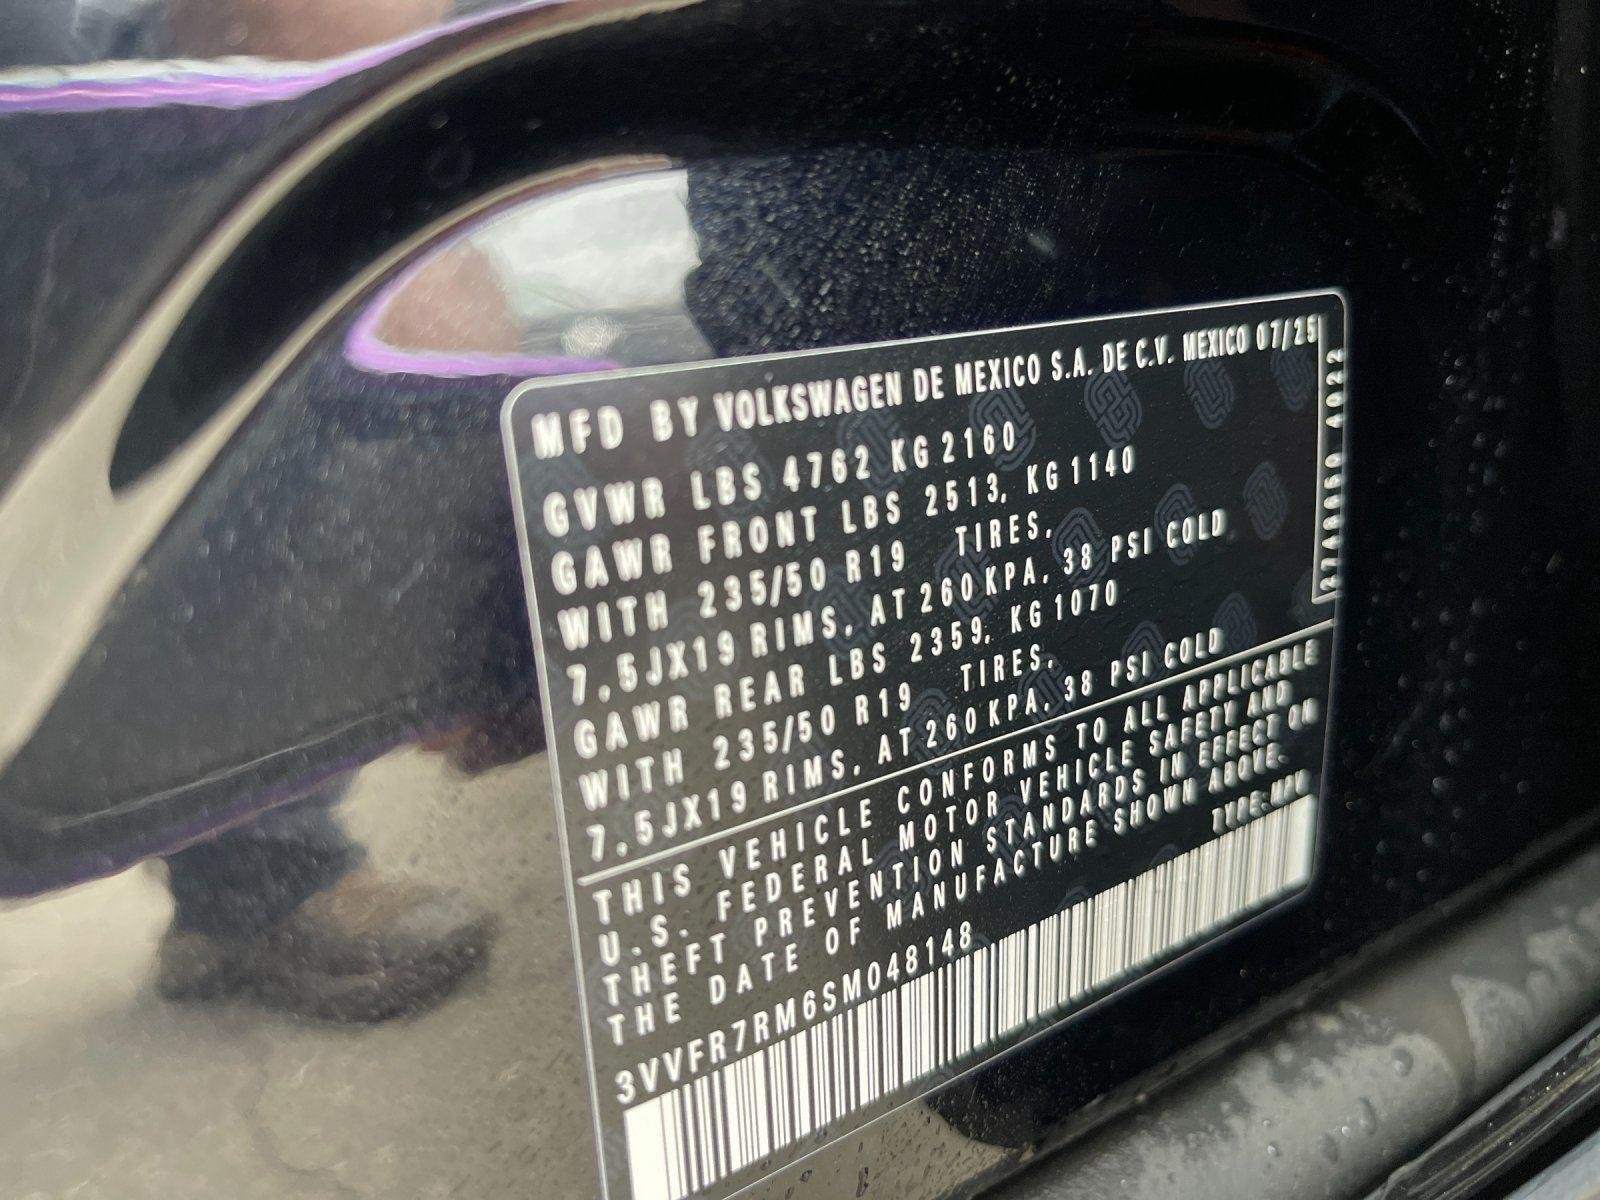 MFD BY VOLKSWAGEN DE MEXICO S.A. DE C.V. MEXICO 07/25
GVWR LBS 4762 KG 2160
GAWR FRONT LBS 2513, KG 1140
WITH 235/50 R19 TIRES,
7.5JX19 RIMS, AT 260 KPA, 38 PSI COLD
GAWR REAR LBS 2359, KG 1070
WITH 235/50 R19 TIRES,
7.5JX19 RIMS, AT 260 KPA, 38 PSI COLD
THIS VEHICLE CONFORMS TO ALL APPLICABLE
U.S. FEDERAL MOTOR VEHICLE SAFETY AND
THEFT PREVENTION STANDARDS IN EFFECT ON
THE DATE OF MANUFACTURE SHOWN ABOVE.
TYPE: MPV
3VVFR7RM6SM048148